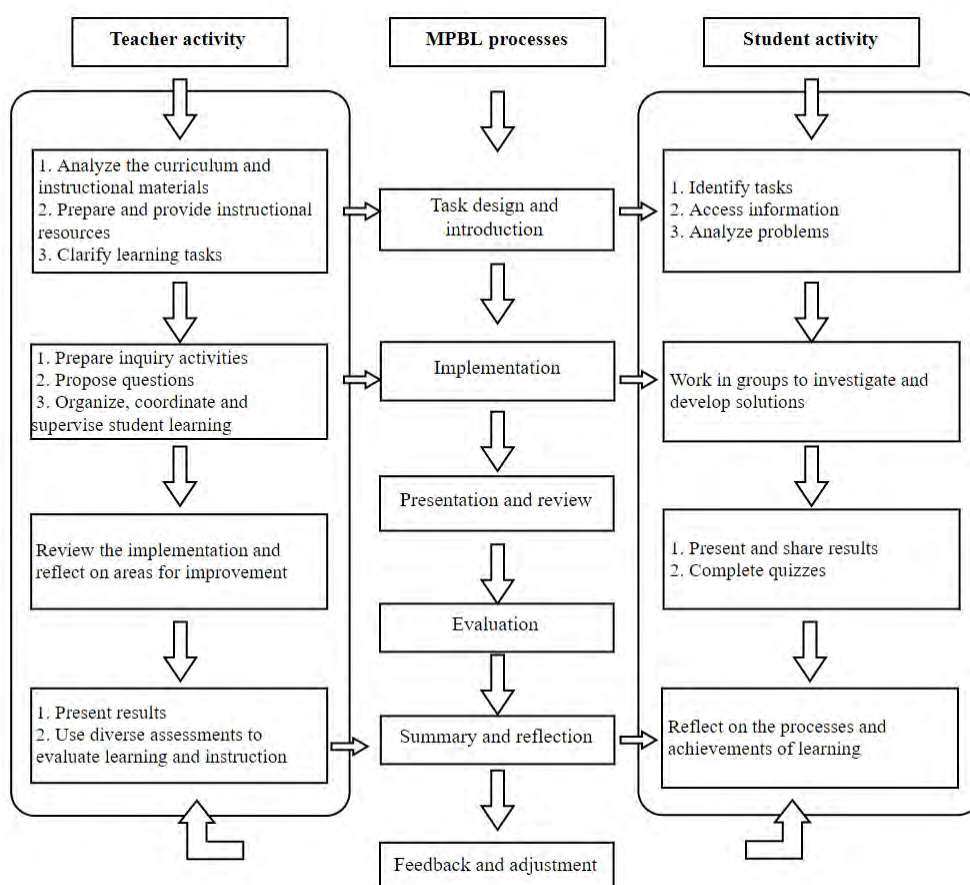 Teacher activity
MPBL processes
Student activity
1. Analyze the curriculum and
instructional materials
2. Prepare and provide instructional
resources
3. Clarify learning tasks
Task design and
introduction
1. Identify tasks
2. Access information
3. Analyze problems
1. Prepare inquiry activities
2. Propose questions
3. Organize, coordinate and
supervise student learning
Implementation
Work in groups to investigate and
develop solutions
Presentation and review
Review the implementation and
reflect on areas for improvement
1. Present and share results
2. Complete quizzes
Evaluation
1. Present results
2. Use diverse assessments to
evaluate learning and instruction
Summary and reflection
Reflect on the processes and
achievements of learning
Feedback and adjustment